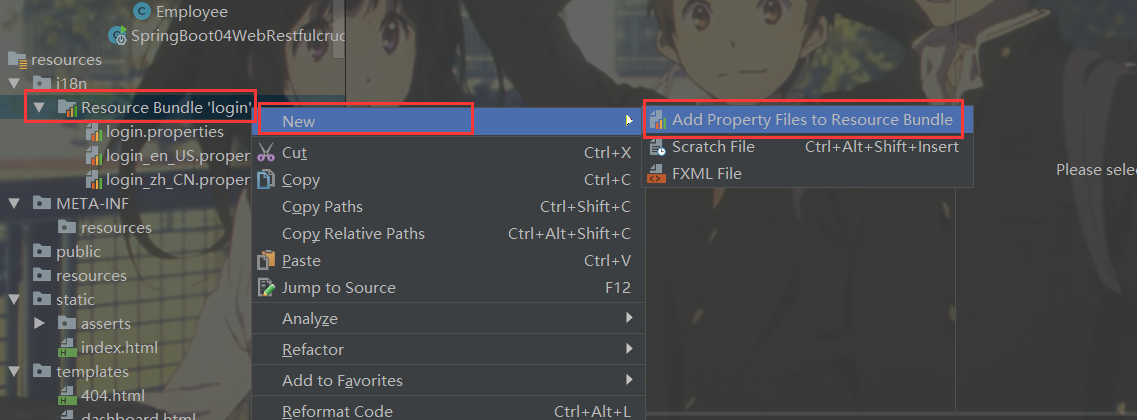 Employee
SpringBoot04WebRestfulcruc
resources
i18n
Resource Bundle 'login'
login.properties
login_en_US.proper
login_zh_CN.proper
META-INF
resources
public
resources
static
asserts
index.html
templates
404.html
dashboard.html
New
Cut Ctrl+X
Copy Ctrl+C
Copy Paths Ctrl+Shift+C
Copy Relative Paths Ctrl+Alt+Shift+C
Paste Ctrl+V
Jump to Source F12
Analyze
Refactor
Add to Favorites
Reformat Code Ctrl+Alt+L
Add Property Files to Resource Bundle
Scratch File Ctrl+Alt+Shift+Insert
FXML File
Please selec